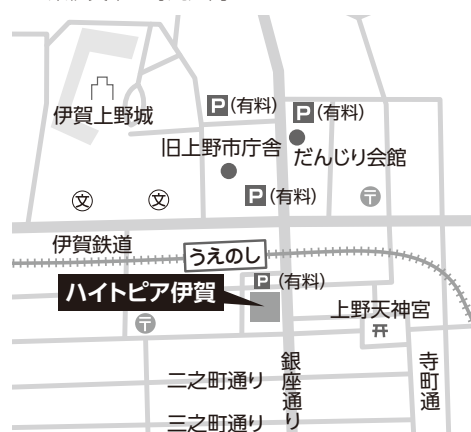 伊賀上野城
P(有料)
P(有料)
旧上野市庁舎
だんじり会館
文
文
P(有料)
〒
伊賀鉄道
うえのし
P(有料)
ハイトピア伊賀
上野天神宮
〒
二之町通り
三之町通り
銀座通り
寺町通